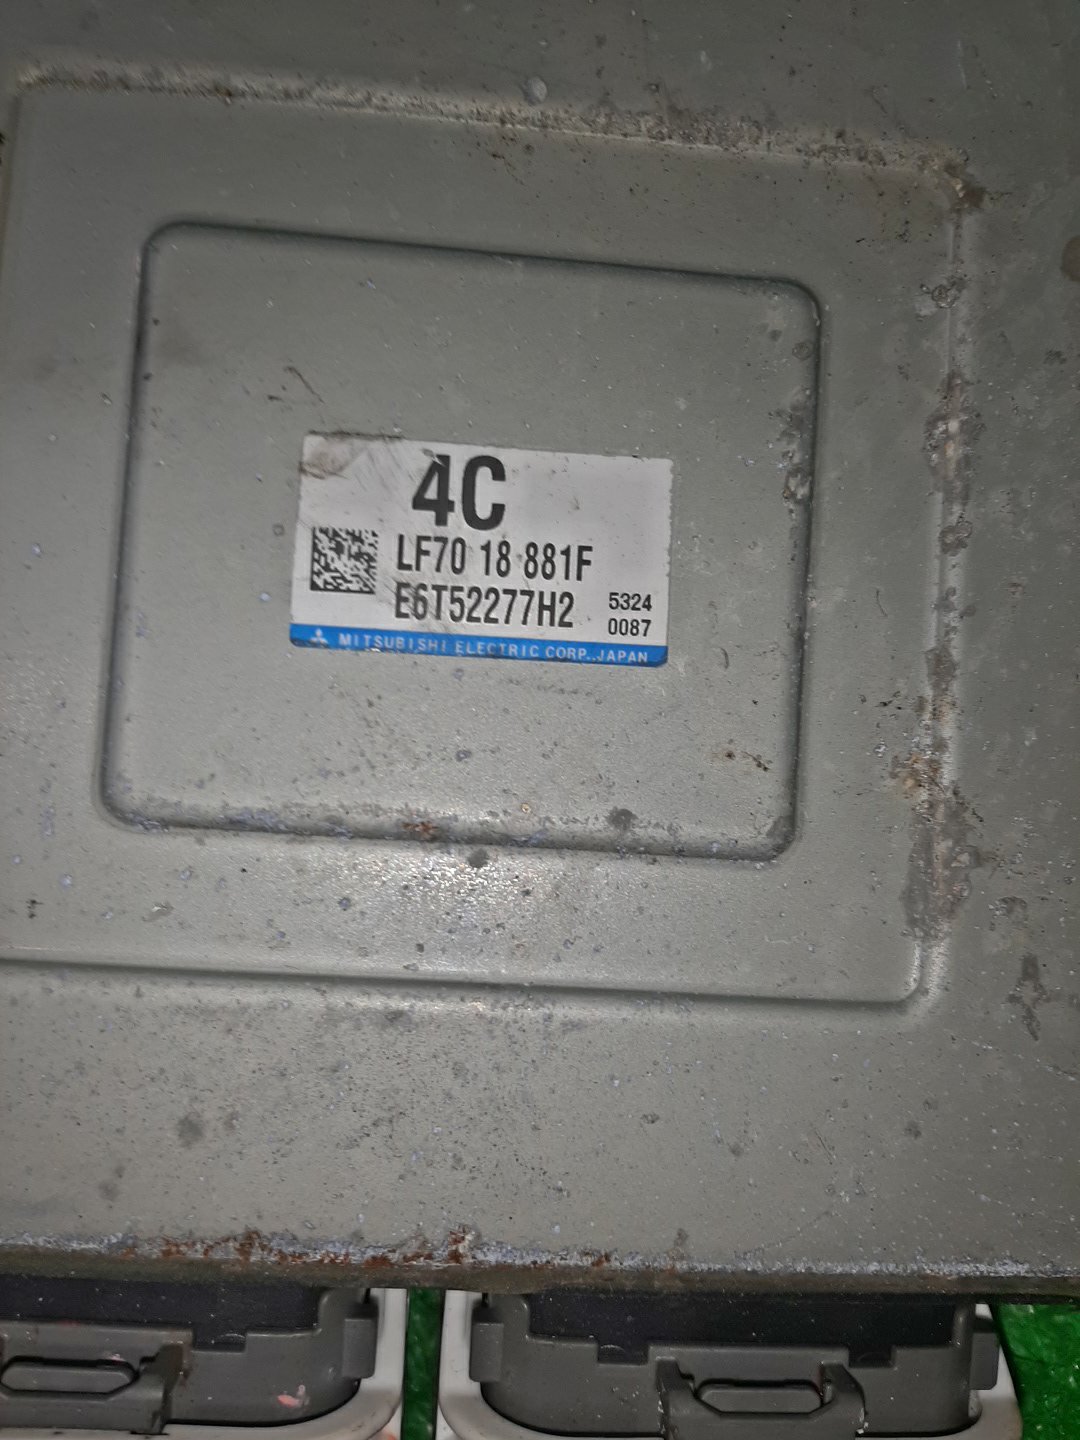 4C
LF70 18 881F
E6T52277H2
5324
0087
MITSUBISHI ELECTRIC CORP., JAPAN